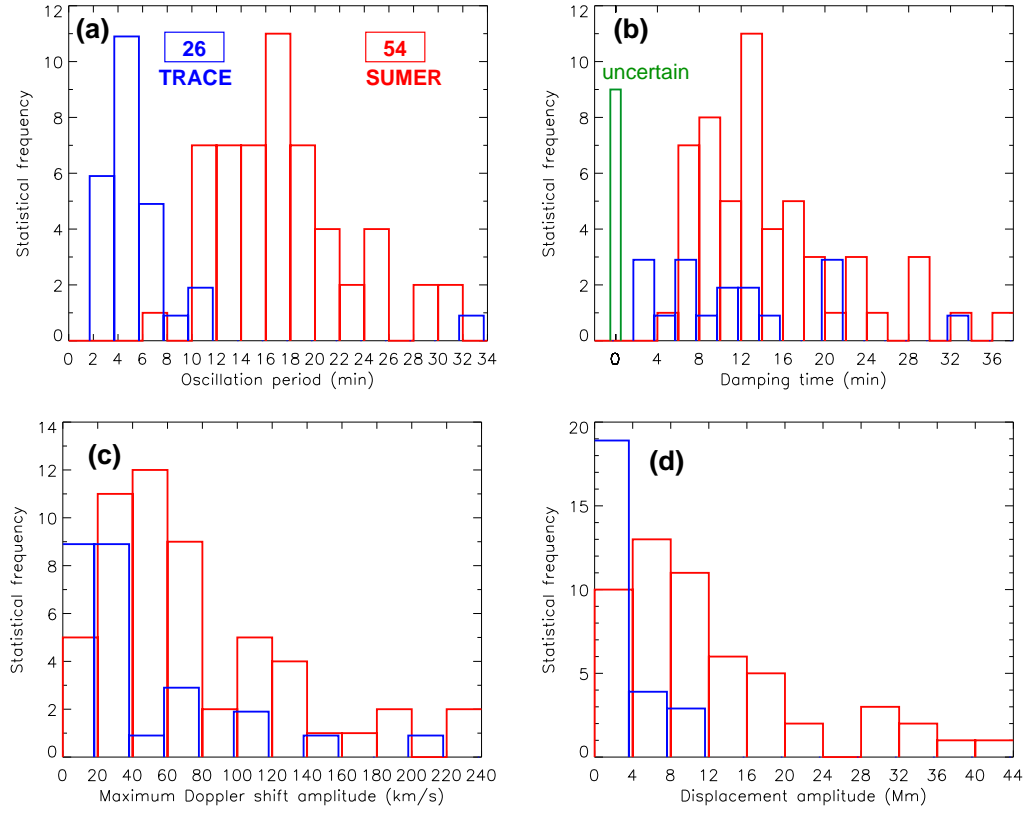 (a)
26
TRACE
54
SUMER
12
10
8
6
4
2
0
Statistical frequency
0 2 4 6 8 10 12 14 16 18 20 22 24 26 28 30 32 34
Oscillation period (min)
(b)
uncertain
12
10
8
6
4
2
0
Statistical frequency
0 4 8 12 16 20 24 28 32 36
Damping time (min)
(c)
14
12
10
8
6
4
2
0
Statistical frequency
0 20 40 60 80 100 120 140 160 180 200 220 240
Maximum Doppler shift amplitude (km/s)
(d)
20
15
10
5
0
Statistical frequency
0 4 8 12 16 20 24 28 32 36 40 44
Displacement amplitude (Mm)